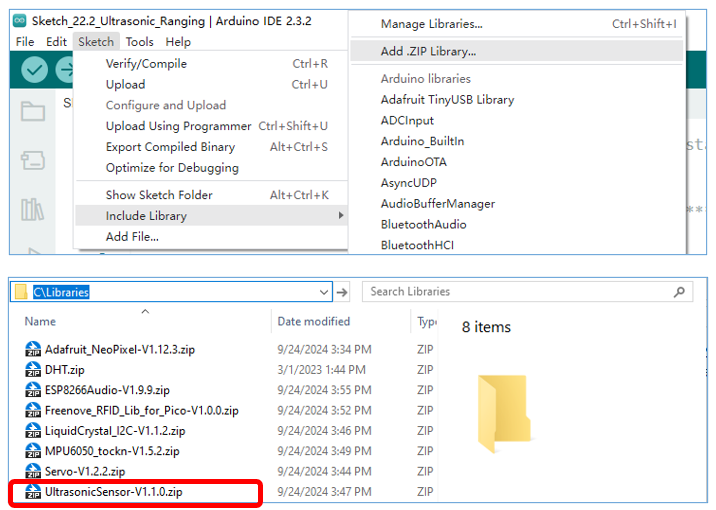 Sketch_22.2_Ultrasonic_Ranging | Arduino IDE 2.3.2
File Edit Sketch Tools Help
Verify/Compile Ctrl+R
Upload Ctrl+U
Configure and Upload
Upload Using Programmer Ctrl+Shift+U
Export Compiled Binary Alt+Ctrl+S
Optimize for Debugging
Show Sketch Folder Alt+Ctrl+K
Include Library
Add File...
Manage Libraries... Ctrl+Shift+I
Add .ZIP Library...
Arduino libraries
Adafruit TinyUSB Library
ADCInput
Arduino_BuiltIn
ArduinoOTA
AsyncUDP
AudioBufferManager
BluetoothAudio
BluetoothHCI
C\Libraries
Search Libraries
Name Date modified Type
8 items
Adafruit_NeoPixel-V1.12.3.zip 9/24/2024 3:34 PM ZIP
DHT.zip 3/1/2023 1:44 PM ZIP
ESP8266Audio-V1.9.9.zip 9/24/2024 3:55 PM ZIP
Freenove_RFID_Lib_for_Pico-V1.0.0.zip 9/24/2024 3:52 PM ZIP
LiquidCrystal_I2C-V1.1.2.zip 9/24/2024 3:46 PM ZIP
MPU6050_tockn-V1.5.2.zip 9/24/2024 3:49 PM ZIP
Servo-V1.2.2.zip 9/24/2024 3:44 PM ZIP
UltrasonicSensor-V1.1.0.zip 9/24/2024 3:47 PM ZIP